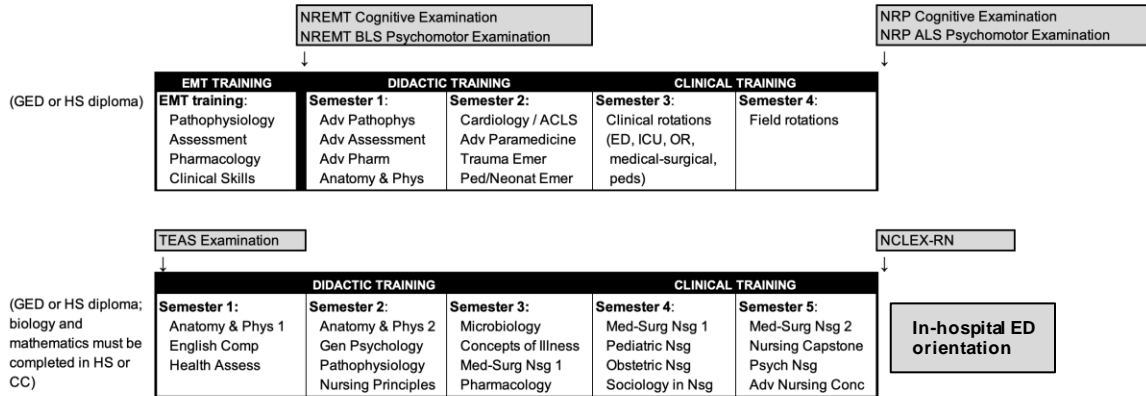 NREMT Cognitive Examination
NREMT BLS Psychomotor Examination
↓
NRP Cognitive Examination
NRP ALS Psychomotor Examination
↓
(GED or HS diploma)
EMT TRAINING
DIDACTIC TRAINING
CLINICAL TRAINING
EMT training:
Pathophysiology
Assessment
Pharmacology
Clinical Skills
Semester 1:
Adv Pathophys
Adv Assessment
Adv Pharm
Anatomy & Phys
Semester 2:
Cardiology / ACLS
Adv Paramedicine
Trauma Emer
Ped/Neonat Emer
Semester 3:
Clinical rotations
(ED, ICU, OR,
medical-surgical,
peds)
Semester 4:
Field rotations
TEAS Examination
↓
NCLEX-RN
↓
(GED or HS diploma;
biology and
mathematics must be
completed in HS or
CC)
DIDACTIC TRAINING
CLINICAL TRAINING
Semester 1:
Anatomy & Phys 1
English Comp
Health Assess
Semester 2:
Anatomy & Phys 2
Gen Psychology
Pathophysiology
Nursing Principles
Semester 3:
Microbiology
Concepts of Illness
Med-Surg Nsg 1
Pharmacology
Semester 4:
Med-Surg Nsg 1
Pediatric Nsg
Obstetric Nsg
Sociology in Nsg
Semester 5:
Med-Surg Nsg 2
Nursing Capstone
Psych Nsg
Adv Nursing Conc
In-hospital ED
orientation